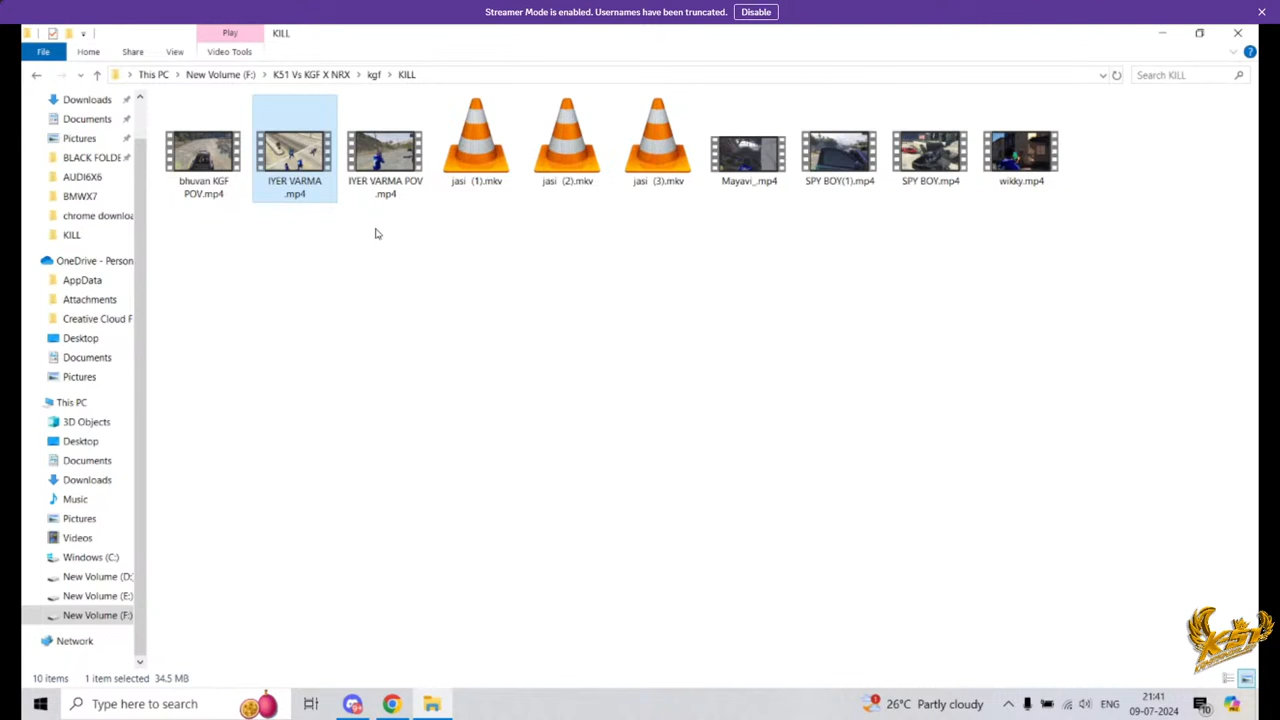 Streamer Mode is enabled. Usernames have been truncated. Disable
Play KILL
File Home Share View Video Tools
This PC New Volume (F:) K51 Vs KGF X NRX kgf KILL Search KILL
Downloads
Documents
Pictures
BLACK FOLDE
AUDI6X6
BMWX7
chrome downloa
KILL
OneDrive - Person
AppData
Attachments
Creative Cloud F
Desktop
Documents
Pictures
This PC
3D Objects
Desktop
Documents
Downloads
Music
Pictures
Videos
Windows (C:)
New Volume (D:
New Volume (E:)
New Volume (F:)
Network
bhuvan KGF
POV.mp4
IYER VARMA
.mp4
IYER VARMA POV
.mp4
jasi (1).mkv
jasi (2).mkv
jasi (3).mkv
Mayavi_.mp4
SPY BOY(1).mp4
SPY BOY.mp4
wikky.mp4
K51
10 items 1 item selected 34.5 MB
Type here to search
26°C Partly cloudy
ENG
21:41
09-07-2024
10